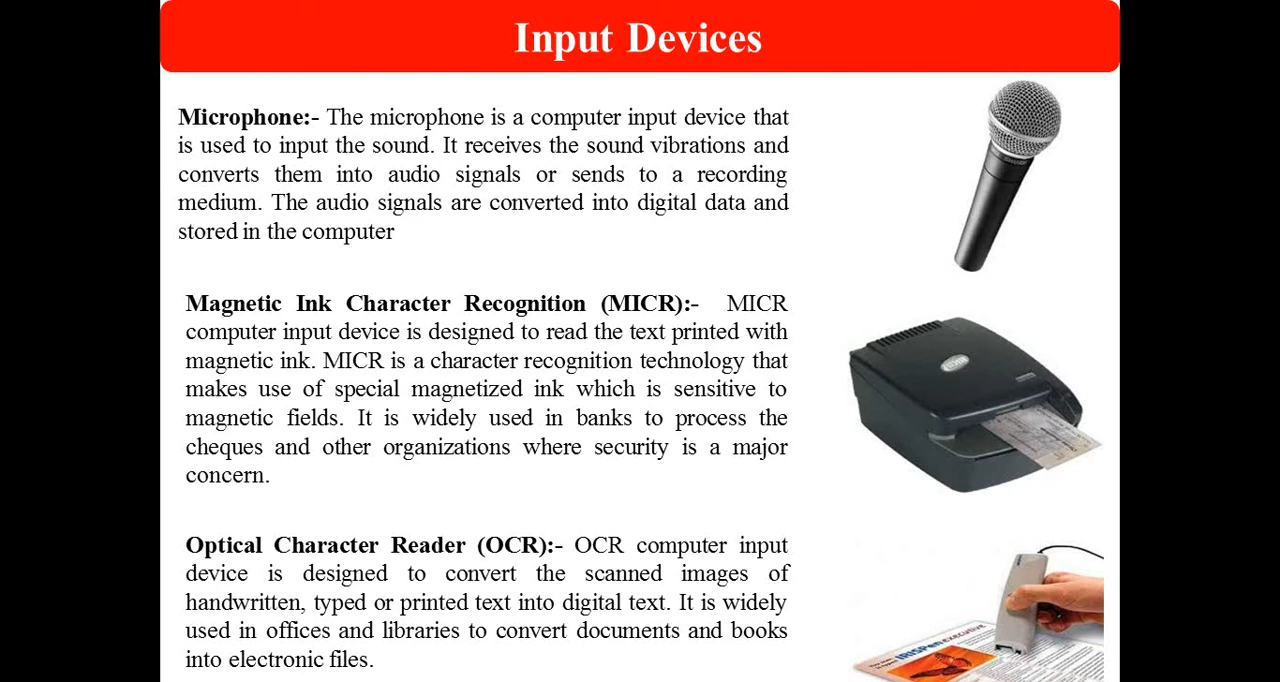 Input Devices
Microphone:- The microphone is a computer input device that
is used to input the sound. It receives the sound vibrations and
converts them into audio signals or sends to a recording
medium. The audio signals are converted into digital data and
stored in the computer
Magnetic Ink Character Recognition (MICR):- MICR
computer input device is designed to read the text printed with
magnetic ink. MICR is a character recognition technology that
makes use of special magnetized ink which is sensitive to
magnetic fields. It is widely used in banks to process the
cheques and other organizations where security is a major
concern.
Optical Character Reader (OCR):- OCR computer input
device is designed to convert the scanned images of
handwritten, typed or printed text into digital text. It is widely
used in offices and libraries to convert documents and books
into electronic files.
IRISPen executive